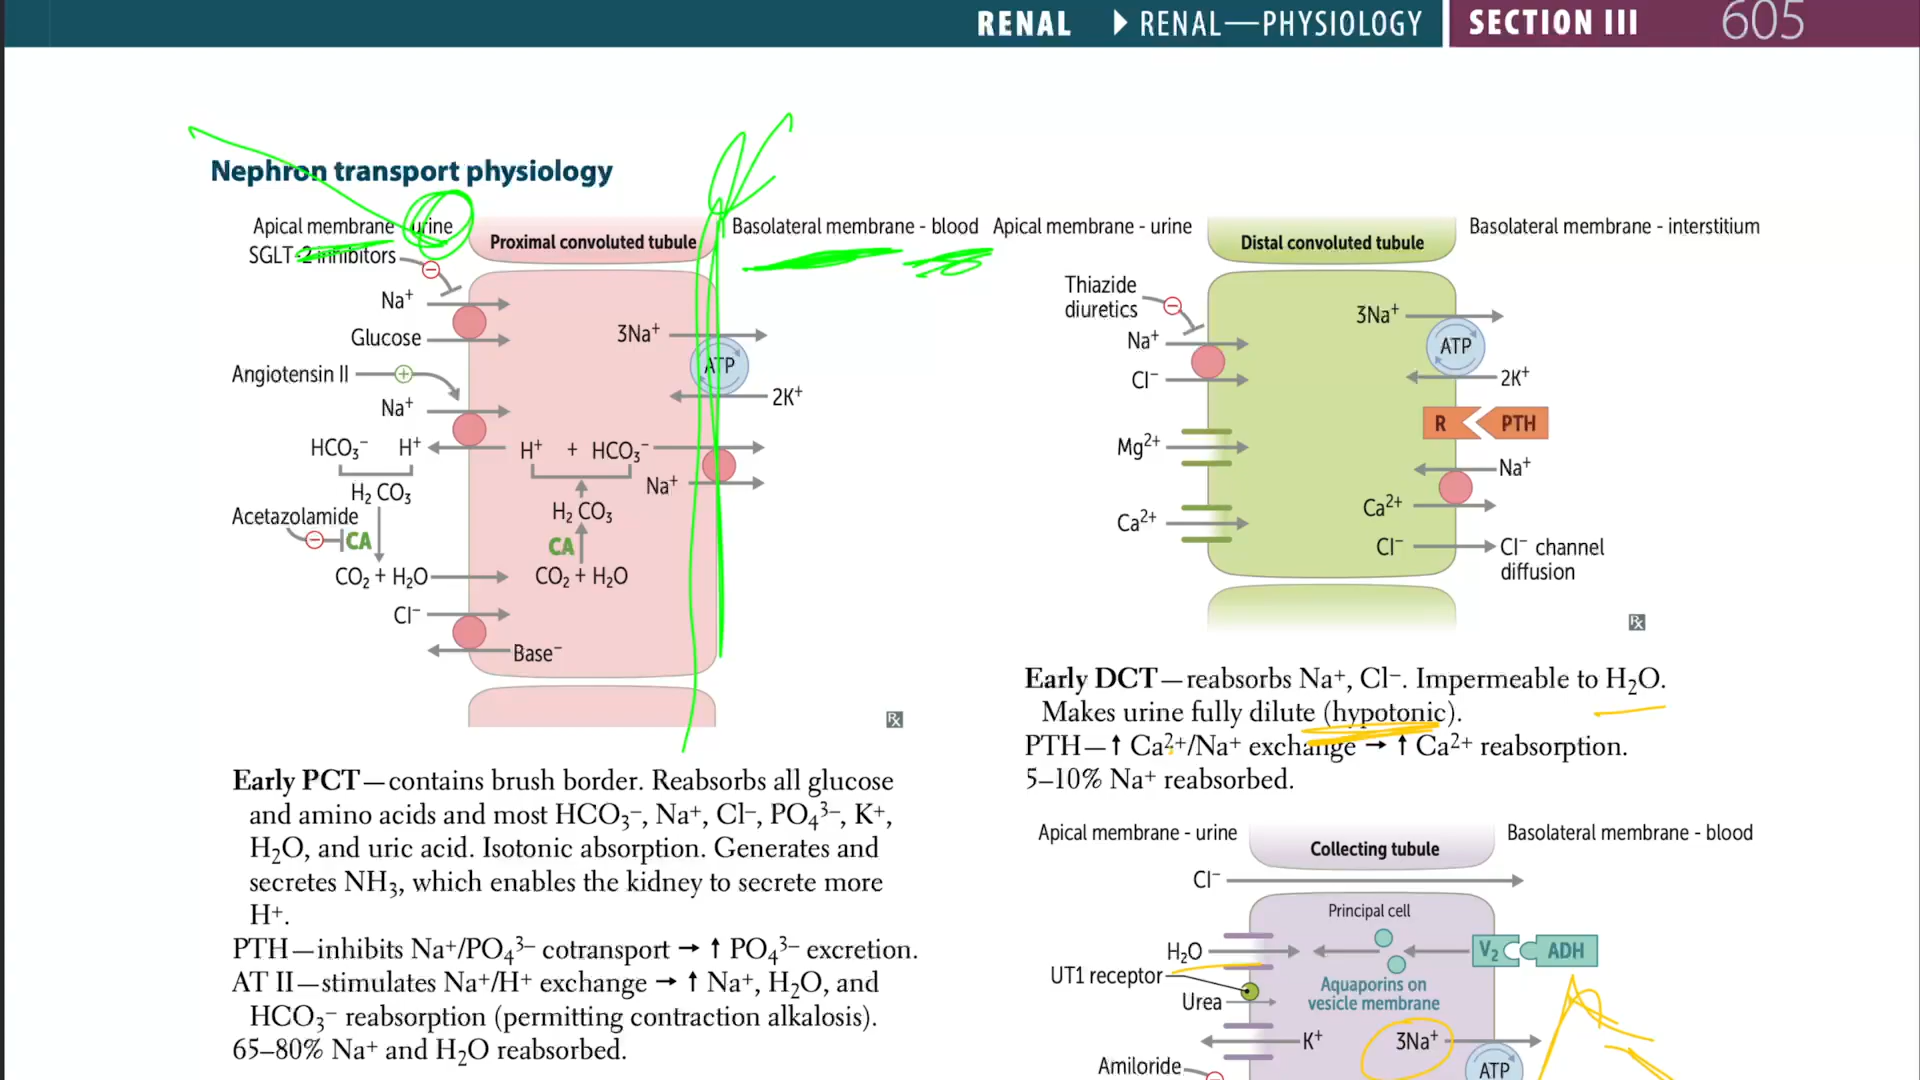 RENAL ▶ RENAL—PHYSIOLOGY SECTION III 605
Nephron transport physiology
Apical membrane urine
Proximal convoluted tubule
Basolateral membrane - blood
SGLT-2 inhibitors
Na⁺
Glucose
Angiotensin II
Na⁺
HCO₃⁻ H⁺
H₂ CO₃
Acetazolamide
CA
CO₂ + H₂O
Cl⁻
Base⁻
3Na⁺
ATP
2K⁺
H⁺ + HCO₃⁻
Na⁺
H₂ CO₃
CA
CO₂ + H₂O
Rx
Early PCT—contains brush border. Reabsorbs all glucose
and amino acids and most HCO₃⁻, Na⁺, Cl⁻, PO₄³⁻, K⁺,
H₂O, and uric acid. Isotonic absorption. Generates and
secretes NH₃, which enables the kidney to secrete more
H⁺.
PTH—inhibits Na⁺/PO₄³⁻ cotransport → ↑ PO₄³⁻ excretion.
AT II—stimulates Na⁺/H⁺ exchange → ↑ Na⁺, H₂O, and
HCO₃⁻ reabsorption (permitting contraction alkalosis).
65–80% Na⁺ and H₂O reabsorbed.
Apical membrane - urine
Distal convoluted tubule
Basolateral membrane - interstitium
Thiazide
diuretics
Na⁺
Cl⁻
Mg²⁺
Ca²⁺
3Na⁺
ATP
2K⁺
R PTH
Na⁺
Ca²⁺
Cl⁻
Cl⁻ channel
diffusion
Rx
Early DCT—reabsorbs Na⁺, Cl⁻. Impermeable to H₂O.
Makes urine fully dilute (hypotonic).
PTH—↑ Ca²⁺/Na⁺ exchange → ↑ Ca²⁺ reabsorption.
5–10% Na⁺ reabsorbed.
Apical membrane - urine
Collecting tubule
Basolateral membrane - blood
Cl⁻
Principal cell
H₂O
V₂ ADH
UT1 receptor
Aquaporins on
vesicle membrane
Urea
K⁺
3Na⁺
Amiloride
ATP